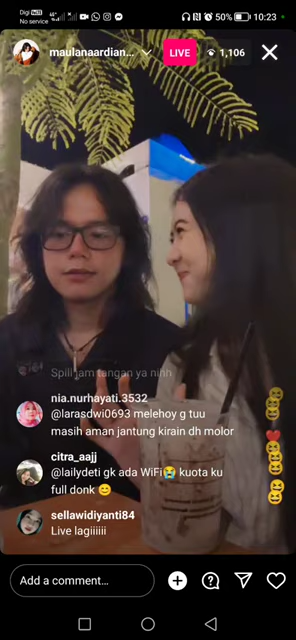 Digi VoLTE
No service
4G
50%
10:23
maulanaardian...
LIVE
1,106
Spill jam tangan ya nihh
nia.nurhayati.3532
@larasdwi0693 melehoy g tuu
masih aman jantung kirain dh molor
citra_aajj
@lailydeti gk ada WiFi😭 kuota ku
full donk 😊
sellawidiyanti84
Live lagiiiiii
Add a comment...